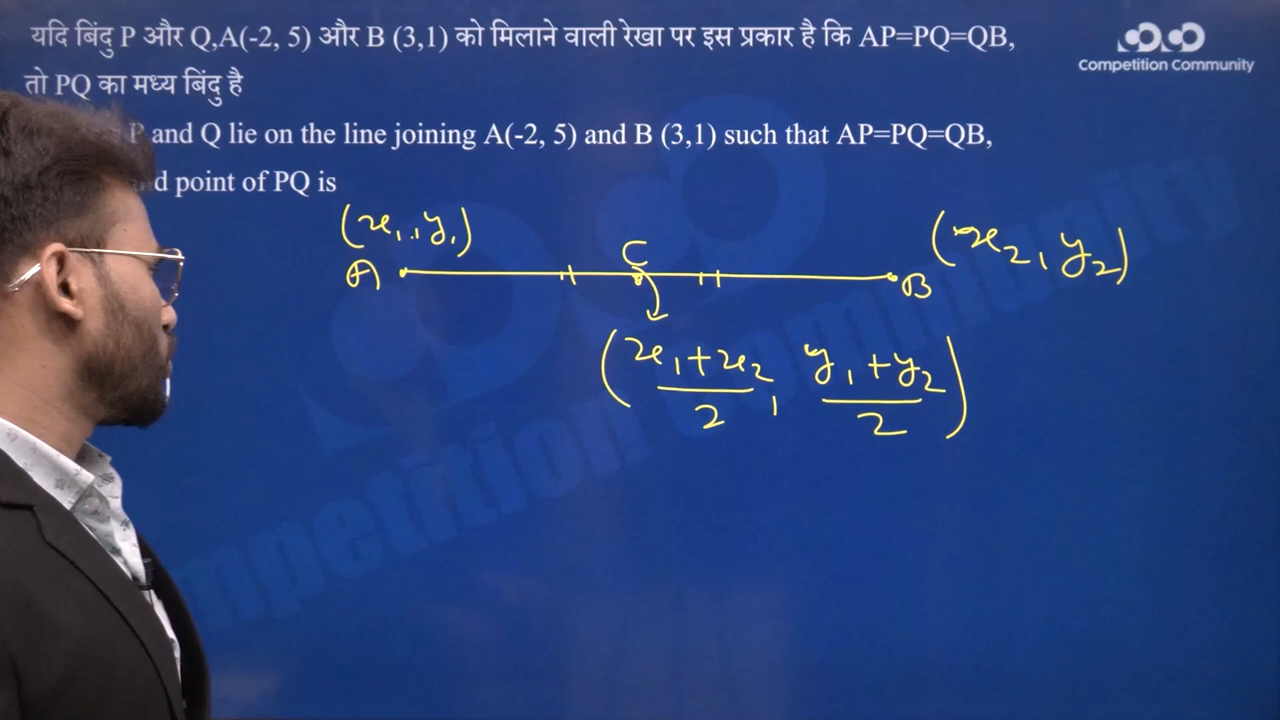 यदि बिंदु P और Q,A(-2, 5) और B (3,1) को मिलाने वाली रेखा पर इस प्रकार है कि AP=PQ=QB,
तो PQ का मध्य बिंदु है
Competition Community
P and Q lie on the line joining A(-2, 5) and B (3,1) such that AP=PQ=QB,
point of PQ is
(x₁, y₁)
A
C
B
(x₂, y₂)
(x₁+x₂/2, y₁+y₂/2)
mpetition Community